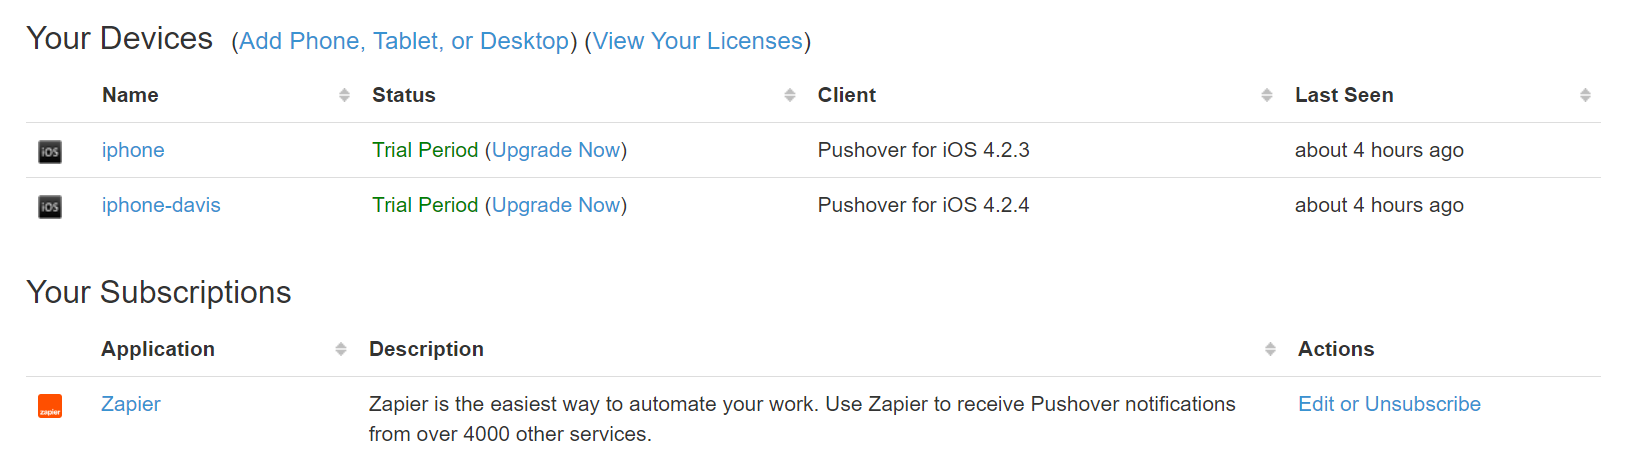 Your Devices (Add Phone, Tablet, or Desktop) (View Your Licenses)
Name Status Client Last Seen
iOS iphone Trial Period (Upgrade Now) Pushover for iOS 4.2.3 about 4 hours ago
iOS iphone-davis Trial Period (Upgrade Now) Pushover for iOS 4.2.4 about 4 hours ago
Your Subscriptions
Application Description Actions
zapier Zapier Zapier is the easiest way to automate your work. Use Zapier to receive Pushover notifications Edit or Unsubscribe
from over 4000 other services.